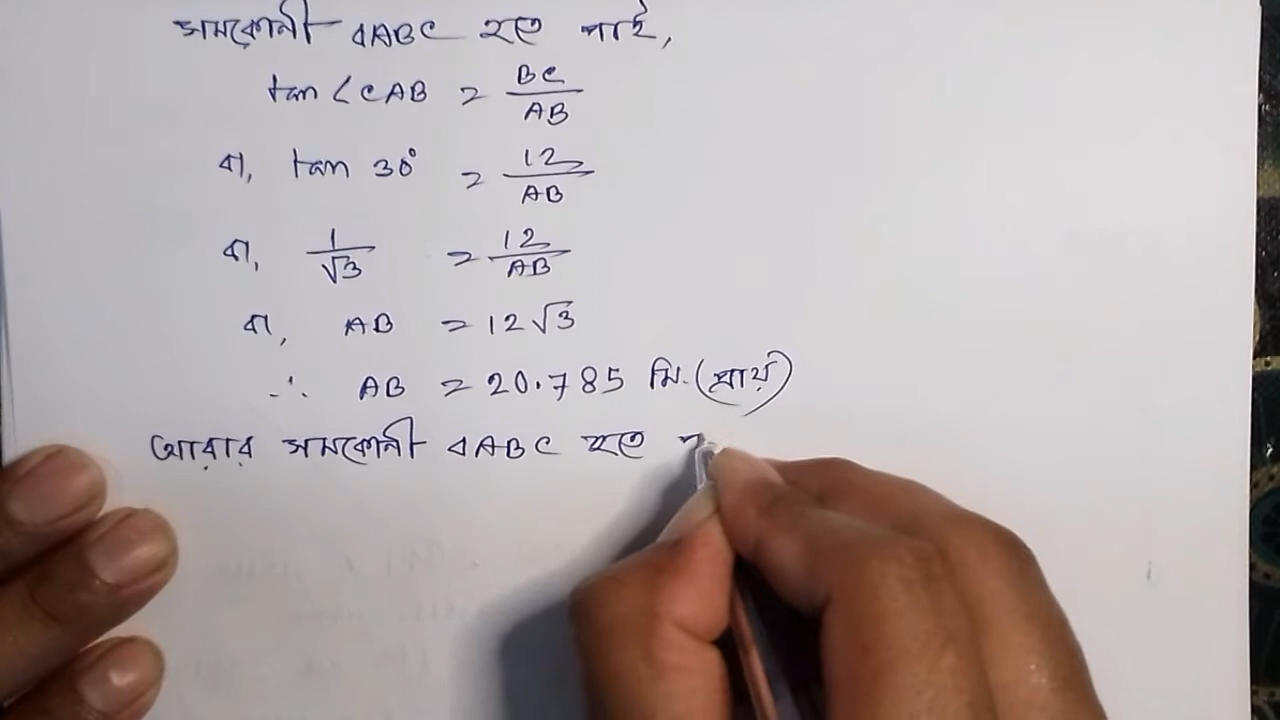 সমকোনী ∆ABC হতে পাই,
tan <CAB = BC/AB
বা, tan 30° = 12/AB
বা, 1/√3 = 12/AB
বা, AB = 12√3
∴ AB = 20.785 মি. (প্রায়)
আবার সমকোনী ∆ABC হতে প